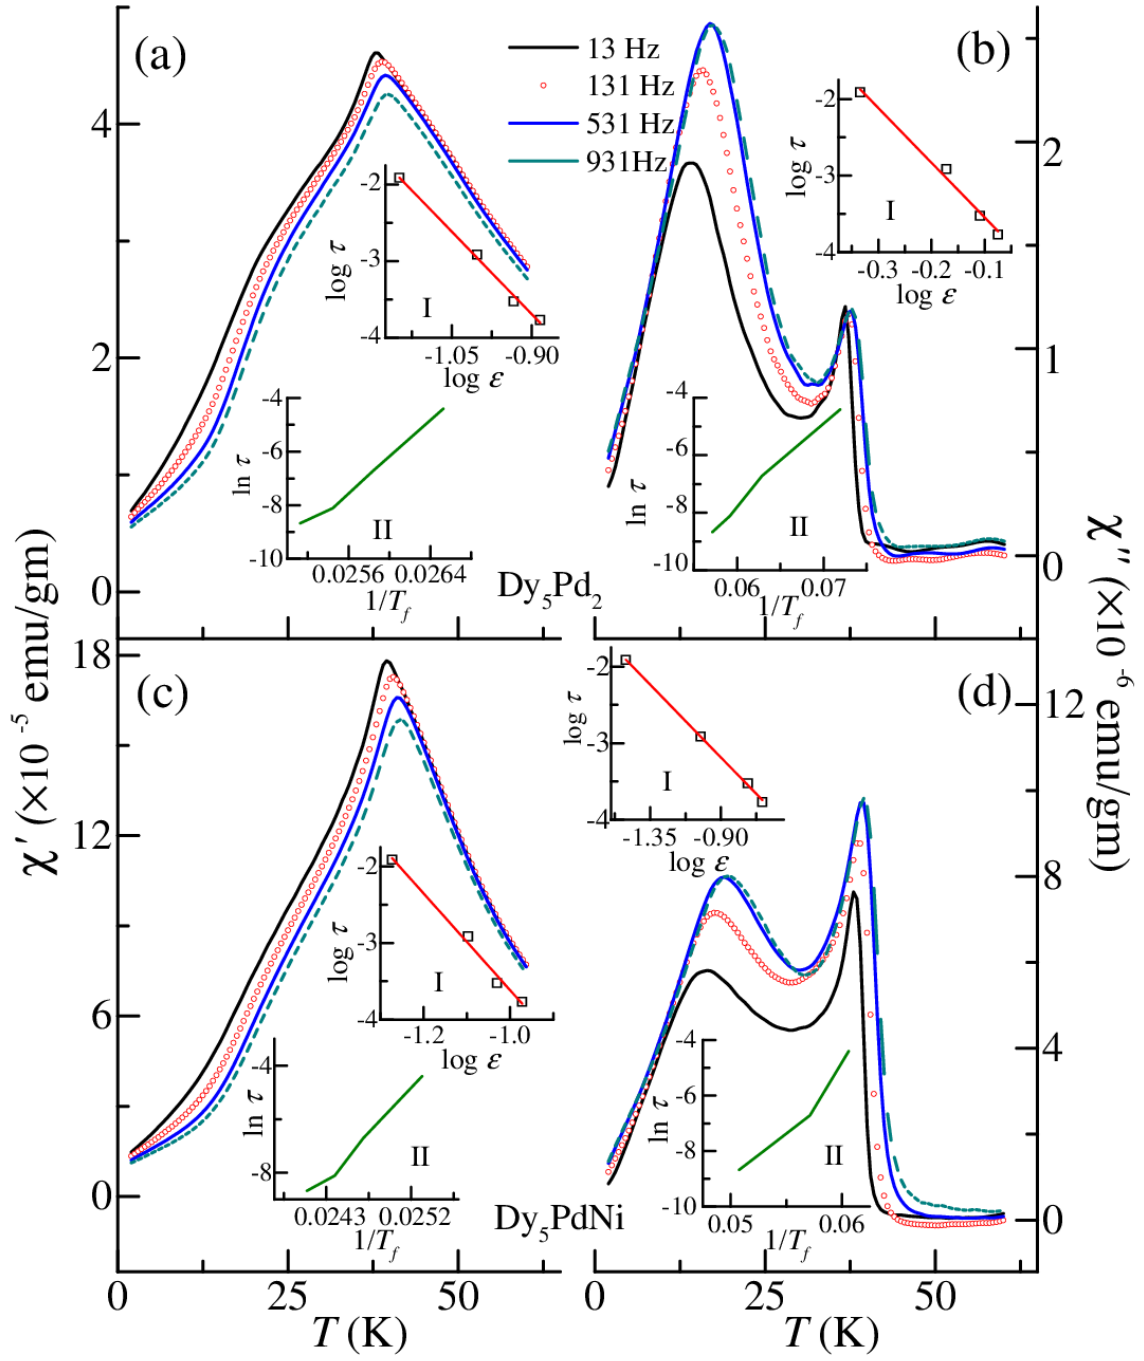 (a)
13 Hz
131 Hz
531 Hz
931Hz
(b)
4
2
0
2
1
0
-2
-3
-4
log τ
I
-1.05 -0.90
log ε
-4
-6
-8
-10
ln τ
II
0.0256 0.0264
1/T_f
Dy₅Pd₂
-2
-3
-4
log τ
I
-0.3 -0.2 -0.1
log ε
-4
-6
-8
-10
ln τ
II
0.06 0.07
1/T_f
χ′ (×10⁻⁵ emu/gm)
χ″ (×10⁻⁶ emu/gm)
(c)
18
12
6
0
-2
-3
-4
log τ
I
-1.2 -1.0
log ε
-4
-8
ln τ
II
0.0243 0.0252
1/T_f
Dy₅PdNi
(d)
12
8
4
0
-2
-3
-4
log τ
I
-1.35 -0.90
log ε
-4
-6
-8
-10
ln τ
II
0.05 0.06
1/T_f
0 25 50
0 25 50
T (K)
T (K)